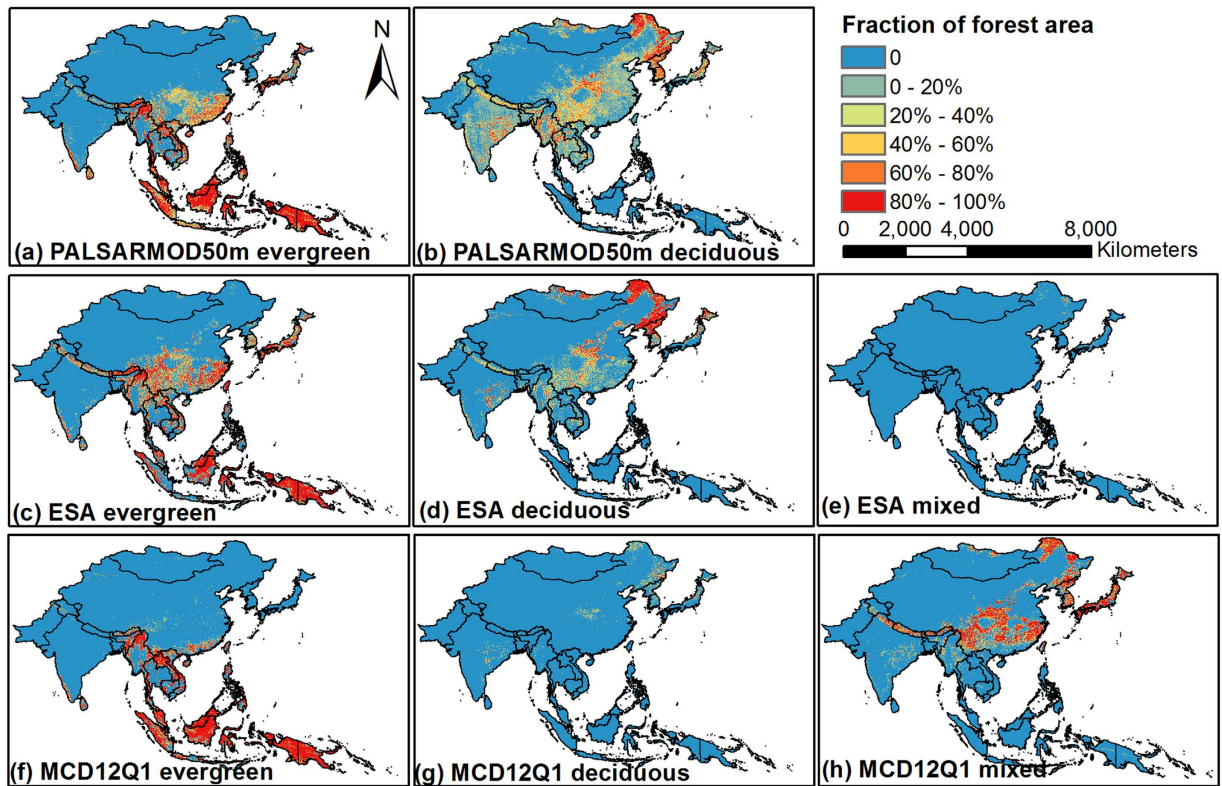 N
(a) PALSARMOD50m evergreen
(b) PALSARMOD50m deciduous
Fraction of forest area
0
0 - 20%
20% - 40%
40% - 60%
60% - 80%
80% - 100%
0 2,000 4,000 8,000
Kilometers
(c) ESA evergreen
(d) ESA deciduous
(e) ESA mixed
(f) MCD12Q1 evergreen
(g) MCD12Q1 deciduous
(h) MCD12Q1 mixed